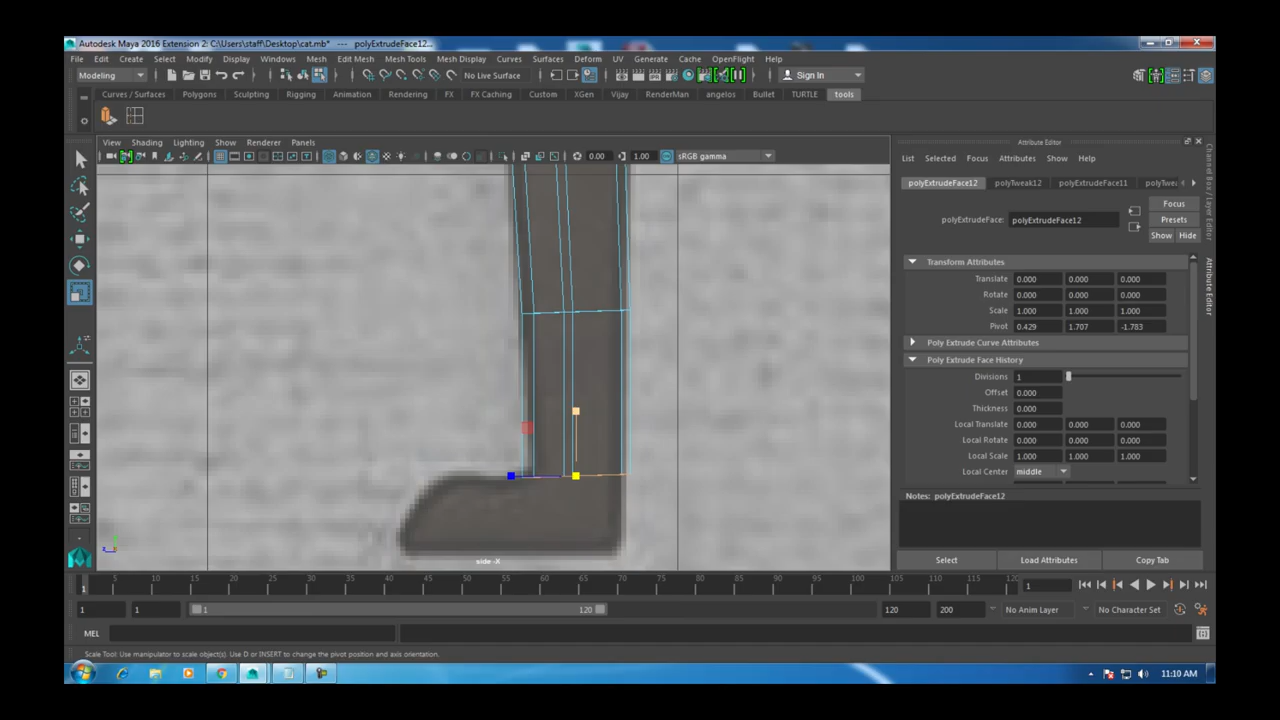 Autodesk Maya 2016 Extension 2: C:\Users\staff\Desktop\cat.mb* --- polyExtrudeFace12...
File Edit Create Select Modify Display Windows Mesh Edit Mesh Mesh Tools Mesh Display Curves Surfaces Deform UV Generate Cache OpenFlight Help
Modeling No Live Surface Sign In
Curves / Surfaces Polygons Sculpting Rigging Animation Rendering FX FX Caching Custom XGen Vijay RenderMan angelos Bullet TURTLE tools
View Shading Lighting Show Renderer Panels
0.00 1.00 sRGB gamma
side -X
Attribute Editor
List Selected Focus Attributes Show Help
polyExtrudeFace12 polyTweak12 polyExtrudeFace11 polyTwea
Focus
polyExtrudeFace: polyExtrudeFace12 Presets
Show Hide
Transform Attributes
Translate 0.000 0.000 0.000
Rotate 0.000 0.000 0.000
Scale 1.000 1.000 1.000
Pivot 0.429 1.707 -1.783
Poly Extrude Curve Attributes
Poly Extrude Face History
Divisions 1
Offset 0.000
Thickness 0.000
Local Translate 0.000 0.000 0.000
Local Rotate 0.000 0.000 0.000
Local Scale 1.000 1.000 1.000
Local Center middle
Notes: polyExtrudeFace12
Select Load Attributes Copy Tab
Channel Box / Layer Editor
Attribute Editor
5 10 15 20 25 30 35 40 45 50 55 60 65 70 75 80 85 90 95 100 105 110 115 12
1 1
1 1 1 120 120 200 No Anim Layer No Character Set
MEL
Scale Tool: Use manipulator to scale object(s). Use D or INSERT to change the pivot position and axis orientation.
11:10 AM